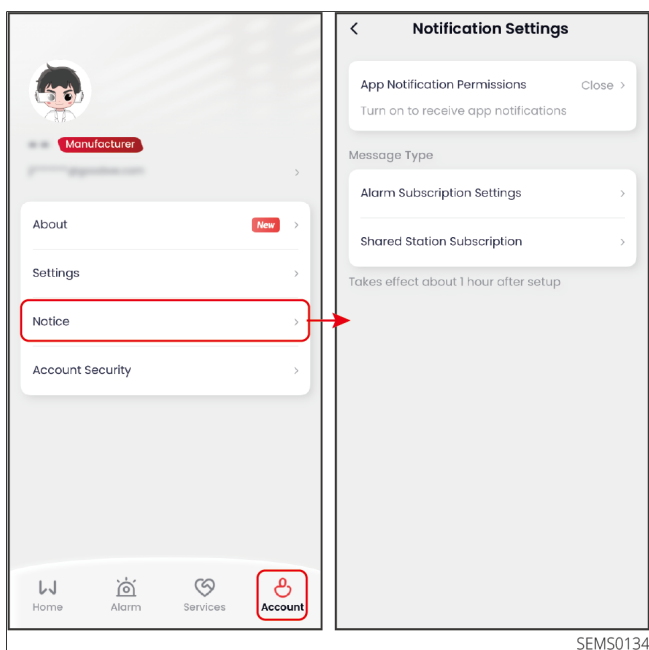 Manufacturer
About New
Settings
Notice
Account Security
Home Alarm Services Account
Notification Settings
App Notification Permissions Close
Turn on to receive app notifications
Message Type
Alarm Subscription Settings
Shared Station Subscription
Takes effect about 1 hour after setup
SEMS0134